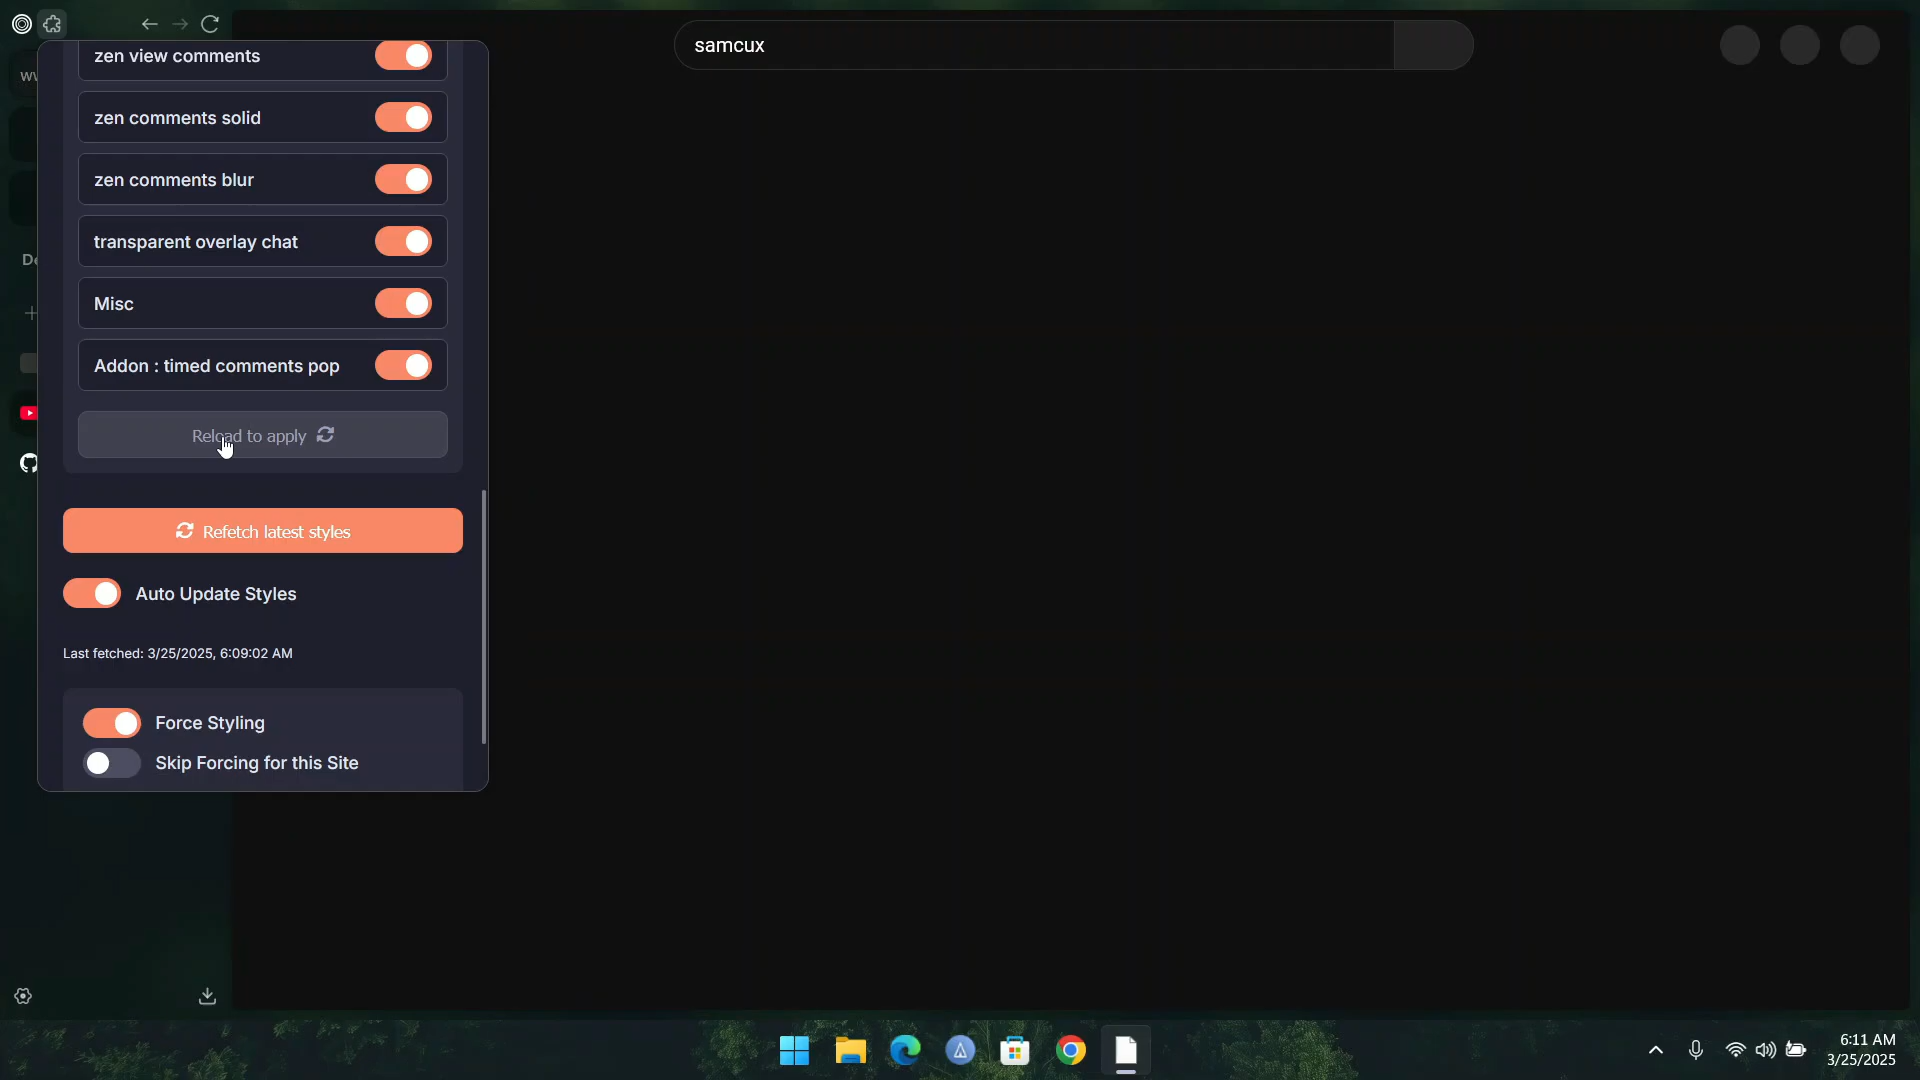 samcux
zen view comments
zen comments solid
zen comments blur
transparent overlay chat
Misc
Addon : timed comments pop
Reload to apply
Refetch latest styles
Auto Update Styles
Last fetched: 3/25/2025, 6:09:02 AM
Force Styling
Skip Forcing for this Site
6:11 AM
3/25/2025